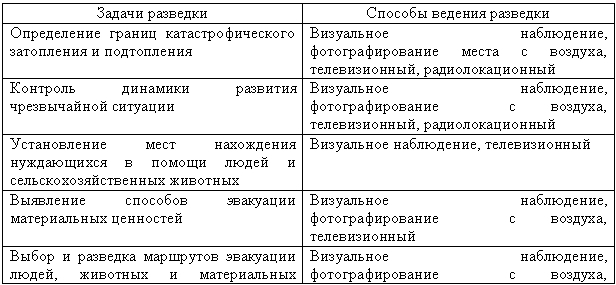 Задачи разведки
Способы ведения разведки
Определение границ катастрофического
затопления и подтопления
Визуальное наблюдение,
фотографирование места с воздуха,
телевизионный, радиолокационный
Контроль динамики развития
чрезвычайной ситуации
Визуальное наблюдение,
фотографирование с воздуха,
телевизионный, радиолокационный
Установление мест нахождения
нуждающихся в помощи людей и
сельскохозяйственных животных
Визуальное наблюдение, телевизионный
Выявление способов эвакуации
материальных ценностей
Визуальное наблюдение,
фотографирование с воздуха,
телевизионный
Выбор и разведка маршрутов эвакуации
людей, животных и материальных
Визуальное наблюдение,
фотографирование с воздуха,